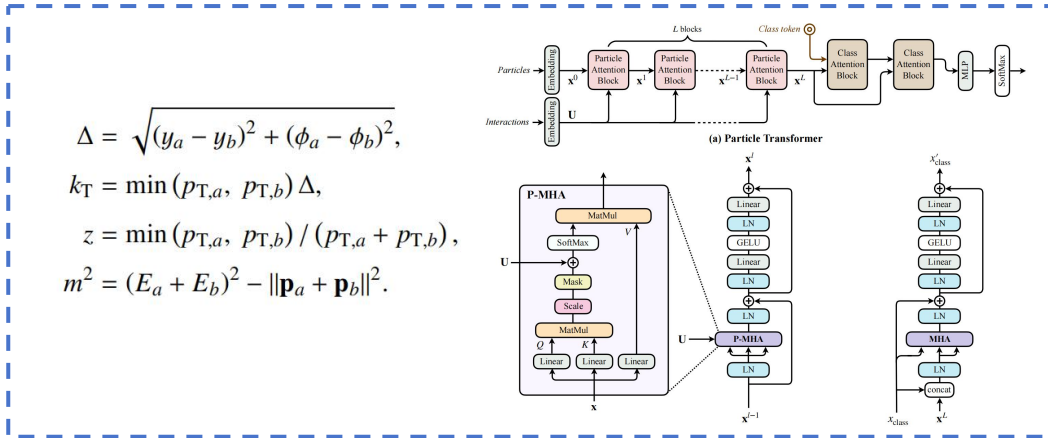 Δ = √(y_a − y_b)² + (ϕ_a − ϕ_b)²,
k_T = min (p_T,a, p_T,b) Δ,
z = min (p_T,a, p_T,b) / (p_T,a + p_T,b),
m² = (E_a + E_b)² − ||p_a + p_b||².
L blocks
Class token
Particles
Embedding
x⁰
Particle Attention Block
x¹
Particle Attention Block
x^{L−1}
Particle Attention Block
x^L
Class Attention Block
Class Attention Block
MLP
SoftMax
Interactions
Embedding
U
(a) Particle Transformer
P-MHA
MatMul
SoftMax
V
U
Mask
Scale
MatMul
Q
K
Linear
Linear
Linear
x
x^l
Linear
LN
GELU
Linear
LN
LN
U
P-MHA
LN
x^{l−1}
x′_class
Linear
LN
GELU
Linear
LN
LN
MHA
LN
concat
x_class
x^L